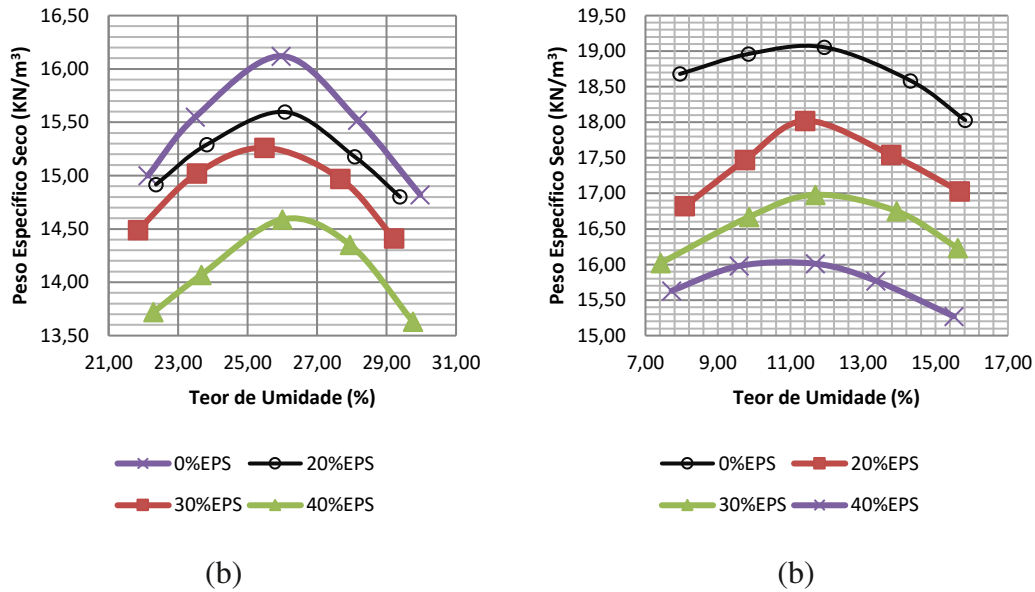 16,50
16,00
15,50
15,00
14,50
14,00
13,50
Peso Específico Seco (KN/m³)
21,00 23,00 25,00 27,00 29,00 31,00
Teor de Umidade (%)
0%EPS 20%EPS
30%EPS 40%EPS
(b)
19,50
19,00
18,50
18,00
17,50
17,00
16,50
16,00
15,50
15,00
Peso Específico Seco (KN/m³)
7,00 9,00 11,00 13,00 15,00 17,00
Teor de Umidade (%)
0%EPS 20%EPS
30%EPS 40%EPS
(b)